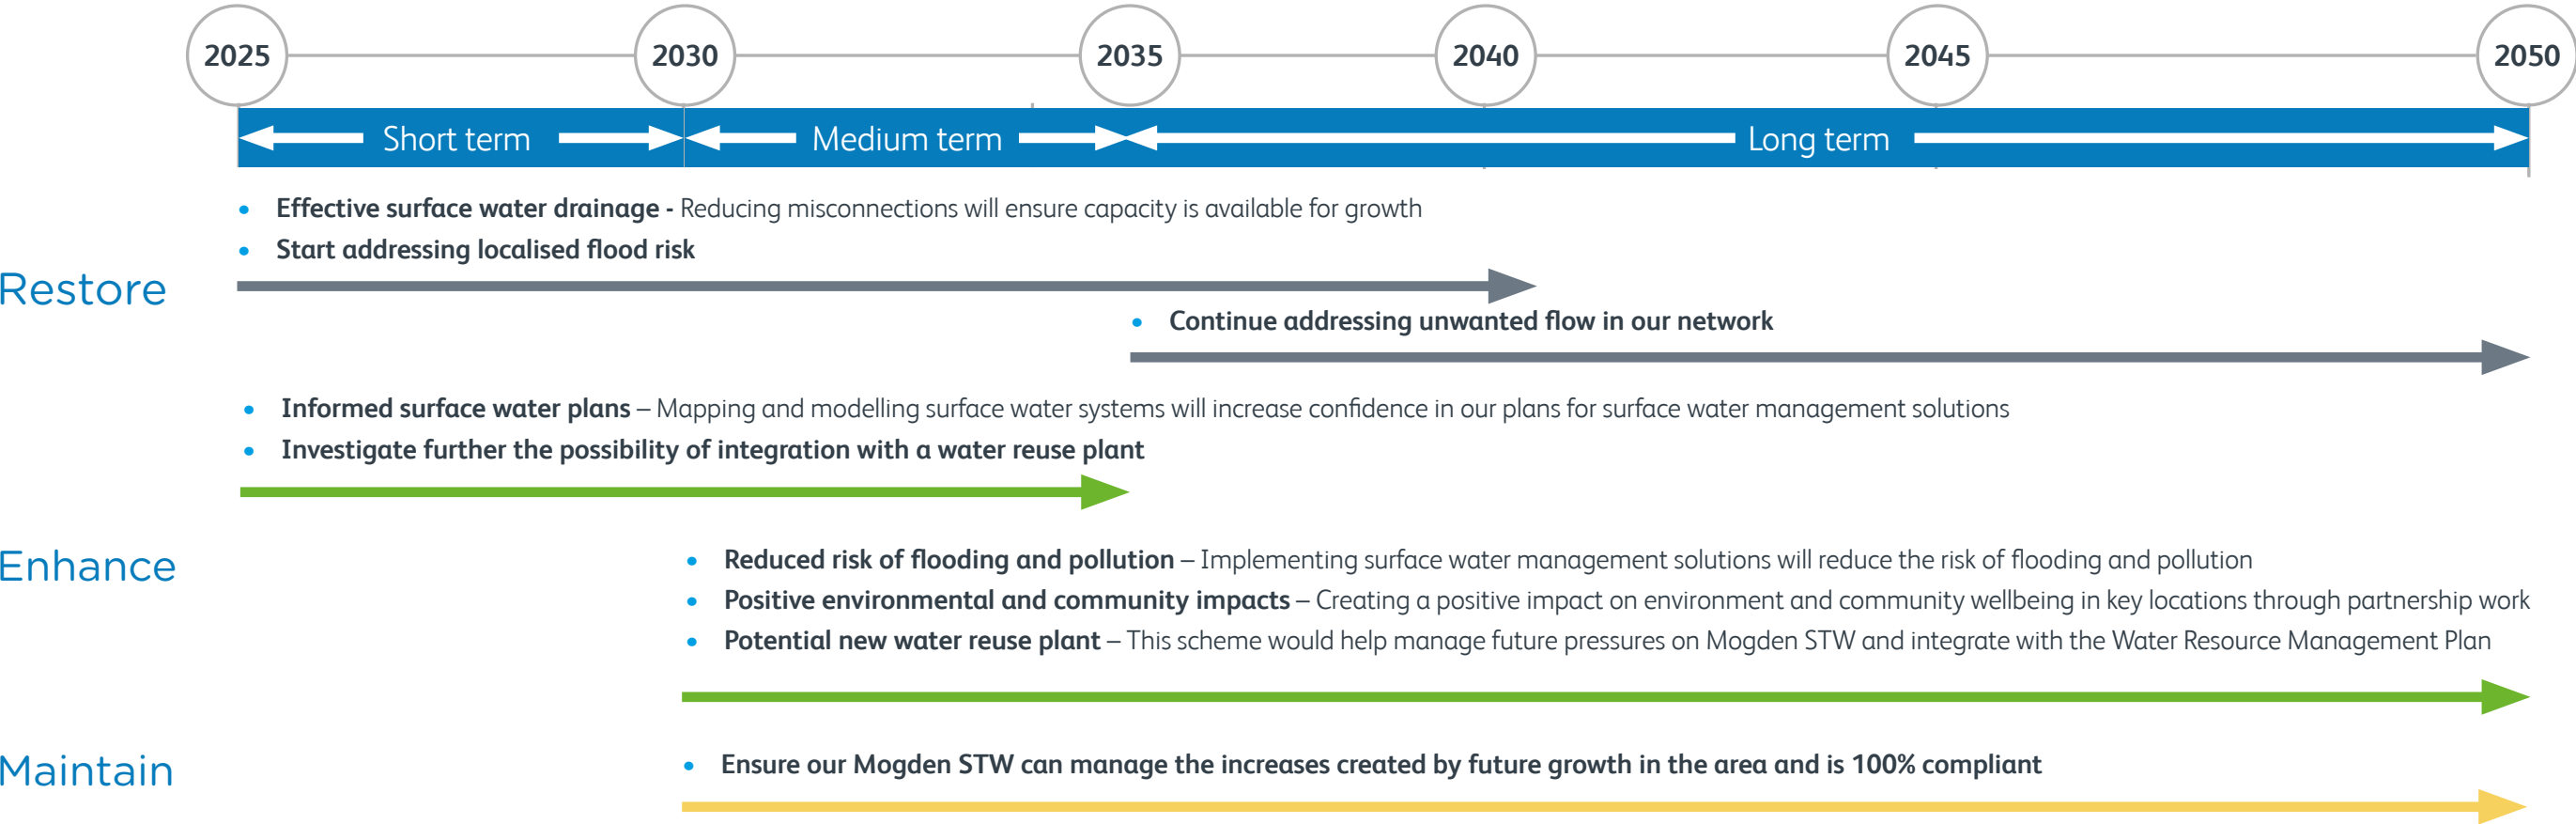 2025 2030 2035 2040 2045 2050
Short term Medium term Long term
• Effective surface water drainage - Reducing misconnections will ensure capacity is available for growth
• Start addressing localised flood risk
Restore
• Continue addressing unwanted flow in our network
• Informed surface water plans – Mapping and modelling surface water systems will increase confidence in our plans for surface water management solutions
• Investigate further the possibility of integration with a water reuse plant
Enhance
• Reduced risk of flooding and pollution – Implementing surface water management solutions will reduce the risk of flooding and pollution
• Positive environmental and community impacts – Creating a positive impact on environment and community wellbeing in key locations through partnership work
• Potential new water reuse plant – This scheme would help manage future pressures on Mogden STW and integrate with the Water Resource Management Plan
Maintain
• Ensure our Mogden STW can manage the increases created by future growth in the area and is 100% compliant